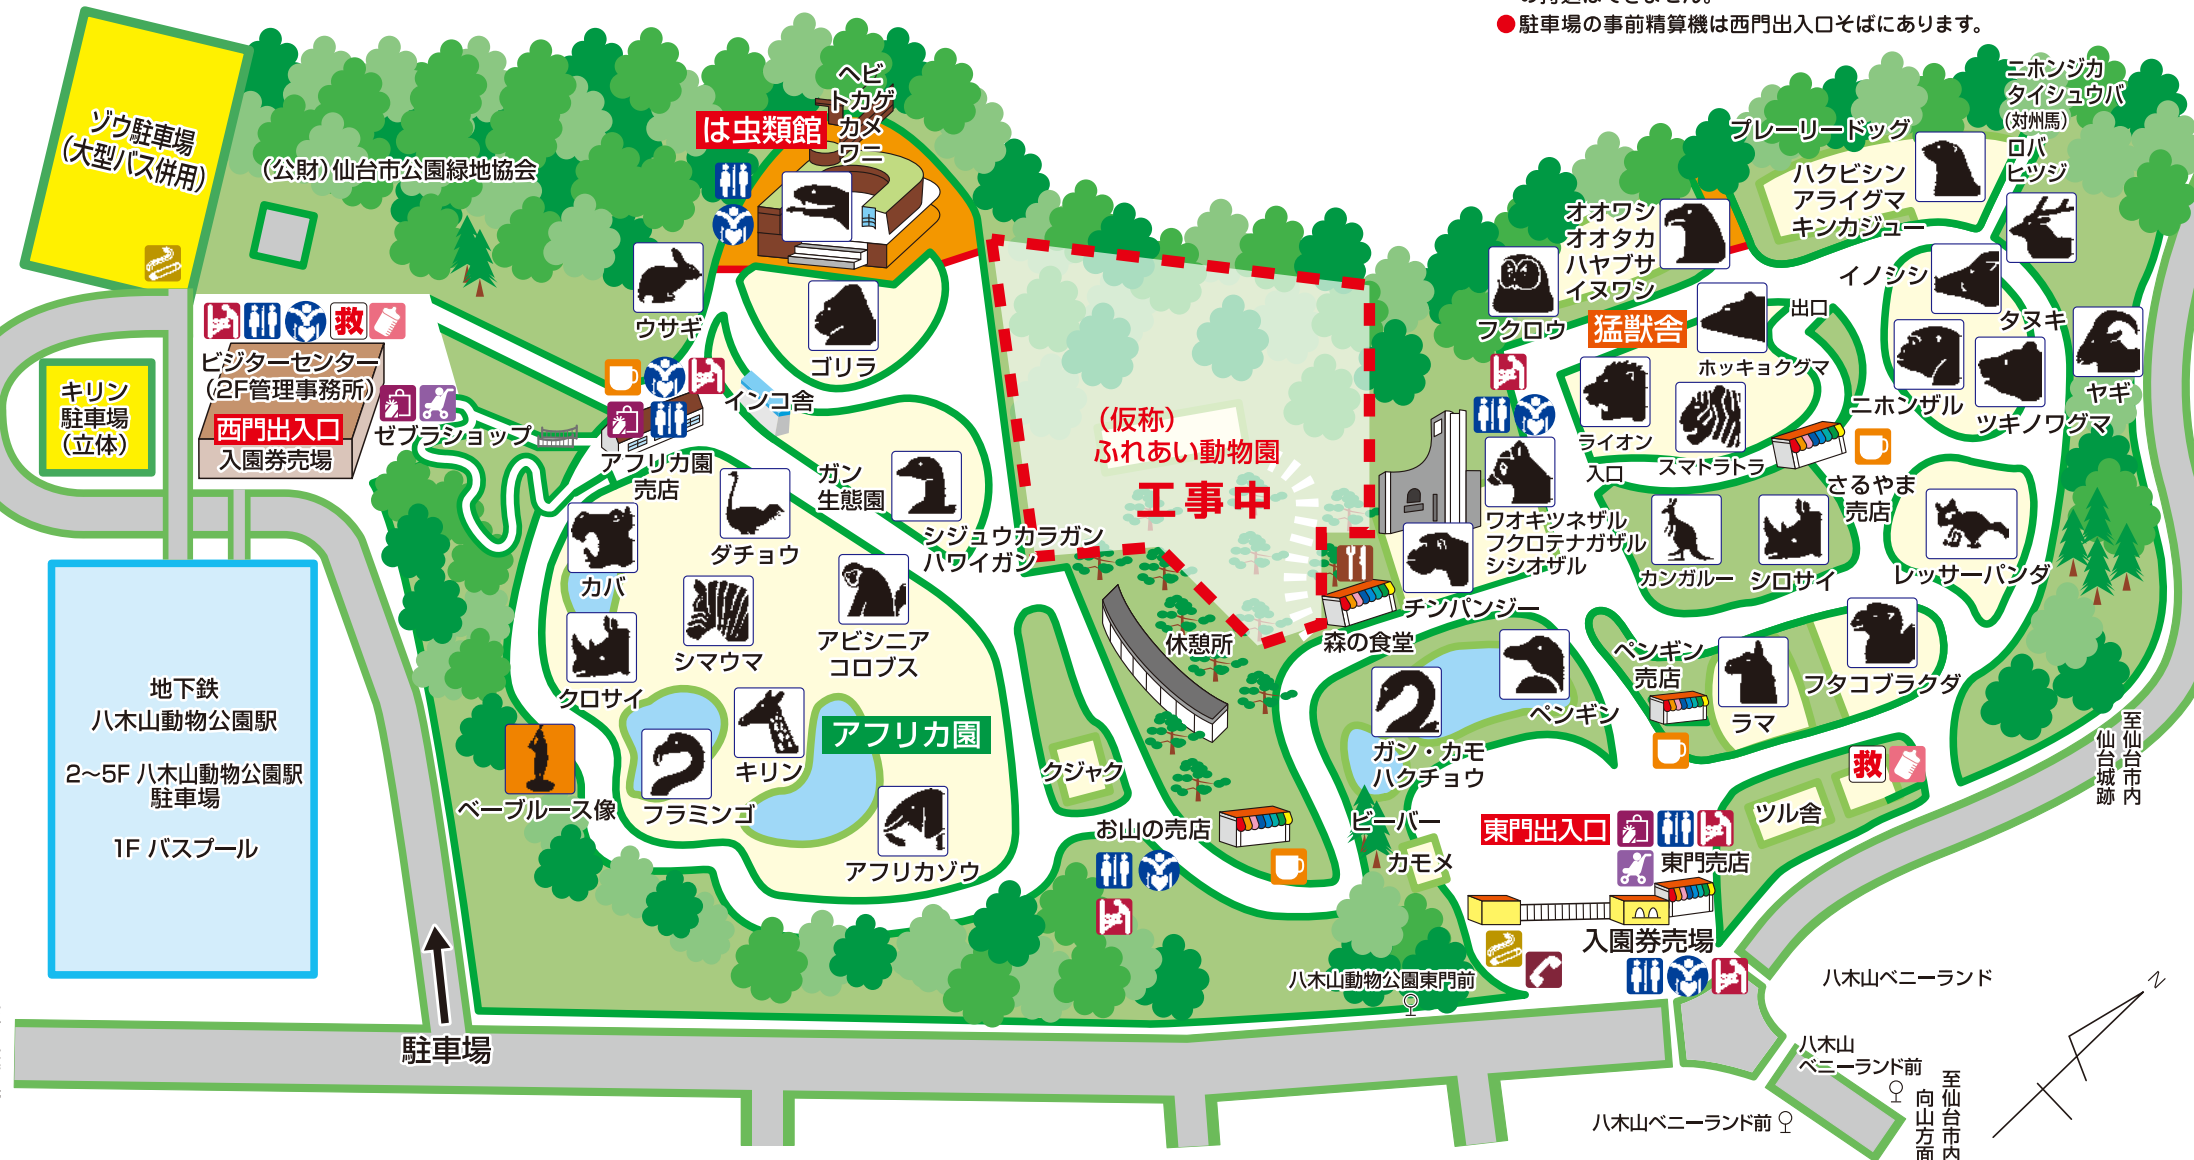 ●駐車場の事前精算機は西門出入口そばにあります。
ゾウ駐車場
(大型バス併用)
(公財)仙台市公園緑地協会
は虫類館
ヘビ
トカゲ
カメ
ワニ
ウサギ
ゴリラ
インコ舎
救
ビジターセンター
(2F管理事務所)
西門出入口
入園券売場
キリン
駐車場
(立体)
ゼブラショップ
アフリカ園
売店
ガン
生態園
シジュウカラガン
ハワイガン
カバ
ダチョウ
シマウマ
アビシニア
コロブス
クロサイ
キリン
アフリカ園
フラミンゴ
アフリカゾウ
ベーブルース像
地下鉄
八木山動物公園駅
2〜5F 八木山動物公園駅
駐車場
1F バスプール
駐車場
(仮称)
ふれあい動物園
工事中
休憩所
森の食堂
クジャク
お山の売店
プレーリードッグ
ハクビシン
アライグマ
キンカジュー
ニホンジカ
タイシュウバ
(対州馬)
ロバ
ヒツジ
オオワシ
オオタカ
ハヤブサ
イヌワシ
フクロウ
猛獣舎
出口
ホッキョクグマ
ライオン
スマトラトラ
入口
イノシシ
タヌキ
ニホンザル
ツキノワグマ
ヤギ
さるやま
売店
ワオキツネザル
フクロテナガザル
シシオザル
チンパンジー
カンガルー
シロサイ
レッサーパンダ
ペンギン
ペンギン
売店
ラマ
フタコブラクダ
ガン・カモ
ハクチョウ
ビーバー
カモメ
救
ツル舎
東門出入口
東門売店
入園券売場
八木山動物公園東門前
八木山ベニーランド
八木山
ベニーランド前
八木山ベニーランド前
至仙台市内
仙台城跡
至仙台市内
向山方面
N